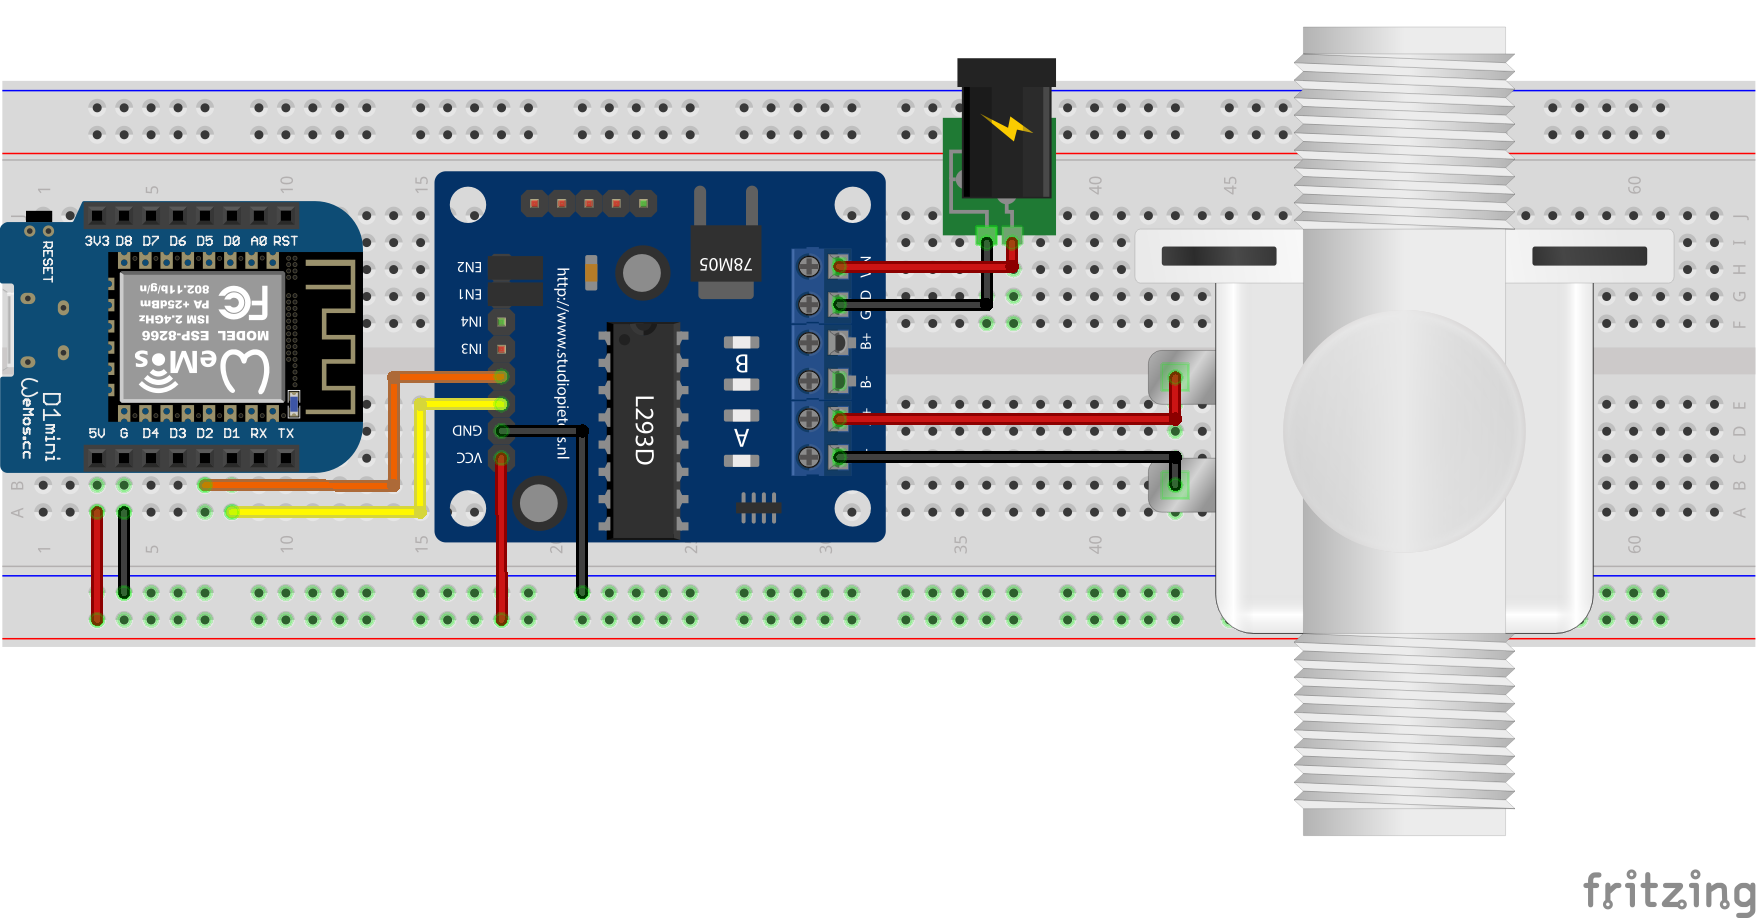 1 5 10 15 40 45 60
J
I
H
G
F
E
D
C
B
A
1 5 10 15 20 2 30 35 40 60
RESET
3V3 D8 D7 D6 D5 D0 A0 RST
802.11b/g/n
PA +25dBm
ISM 2.4GHz
FC
MODEL
ESP-8266
WeMos
5V G D4 D3 D2 D1 RX TX
D1 mini
WeMos.cc
EN2
EN1
IN4
IN3
GND
VCC
http://www.studiopiet
s.nl
78M05
L293D
B
A
G D
B+
B-
B
A
fritzing